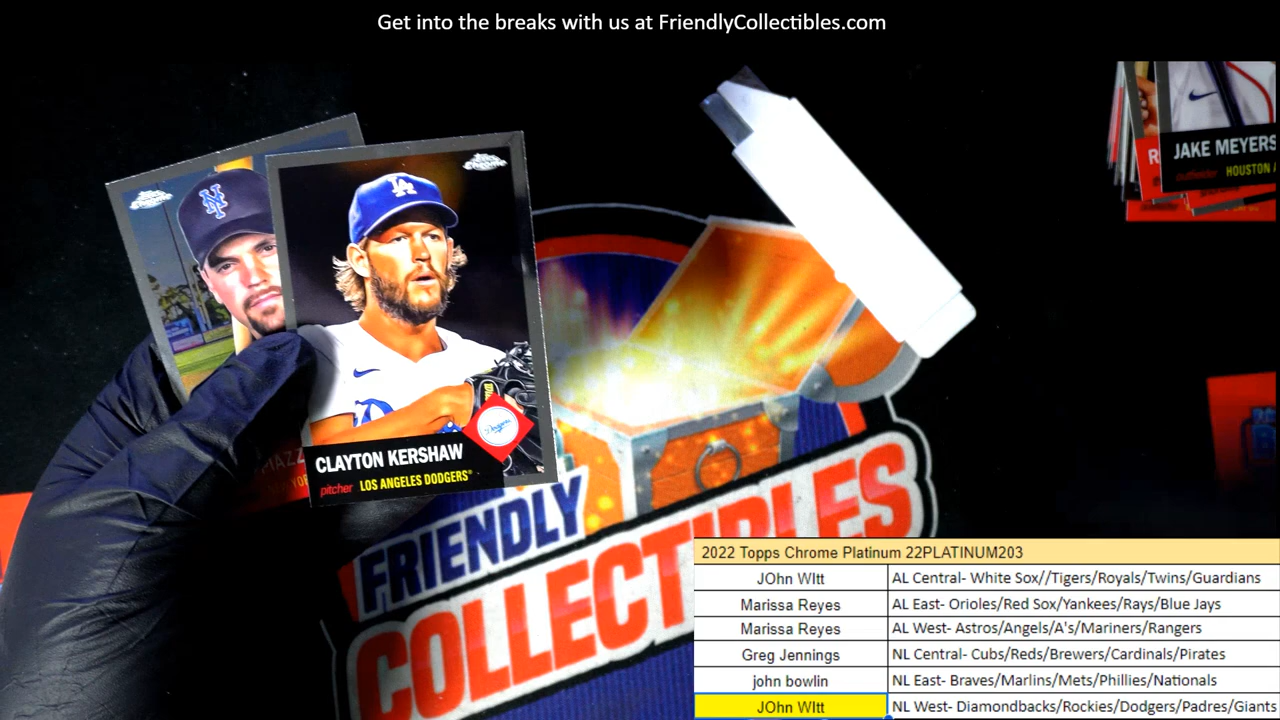 Get into the breaks with us at FriendlyCollectibles.com
NY
LA
CLAYTON KERSHAW
pitcher LOS ANGELES DODGERS
Dodgers
JAKE MEYERS
outfielder HOUSTON
FRIENDLY
COLLECTIBLES
2022 Topps Chrome Platinum 22PLATINUM203
JOhn WItt AL Central- White Sox//Tigers/Royals/Twins/Guardians
Marissa Reyes AL East- Orioles/Red Sox/Yankees/Rays/Blue Jays
Marissa Reyes AL West- Astros/Angels/A's/Mariners/Rangers
Greg Jennings NL Central- Cubs/Reds/Brewers/Cardinals/Pirates
john bowlin NL East- Braves/Marlins/Mets/Phillies/Nationals
JOhn WItt NL West- Diamondbacks/Rockies/Dodgers/Padres/Giants